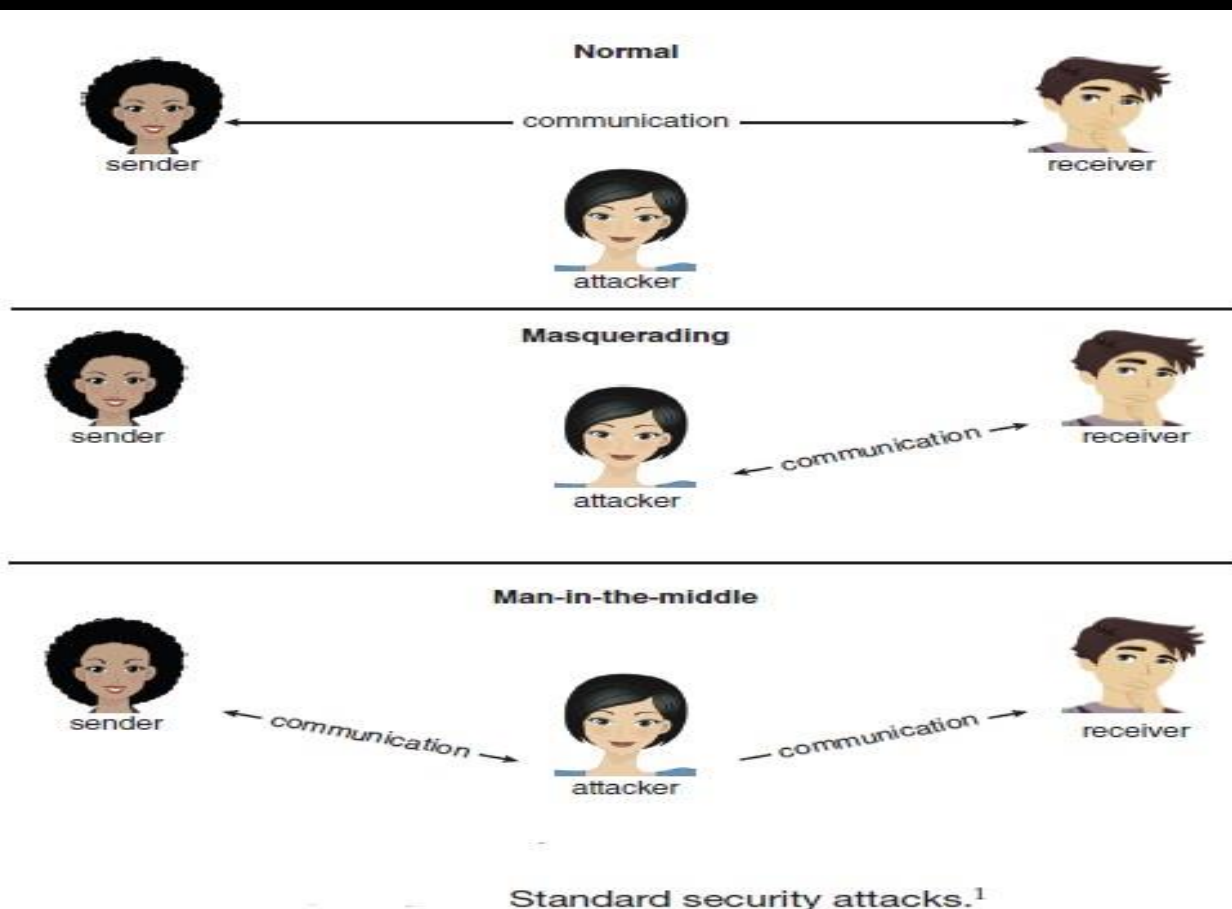 Normal
communication
sender
receiver
attacker
Masquerading
sender
communication
receiver
attacker
Man-in-the-middle
sender
communication
communication
receiver
attacker
Standard security attacks.¹